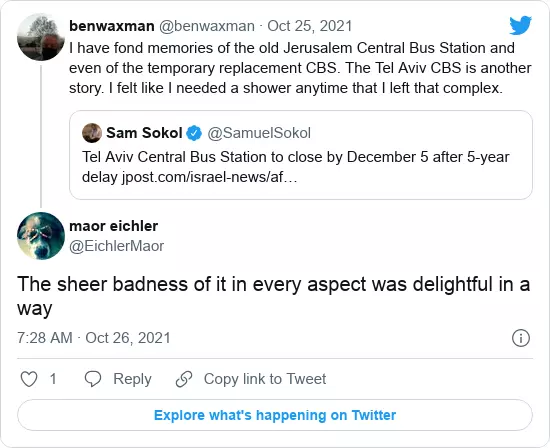 benwaxman @benwaxman · Oct 25, 2021
I have fond memories of the old Jerusalem Central Bus Station and
even of the temporary replacement CBS. The Tel Aviv CBS is another
story. I felt like I needed a shower anytime that I left that complex.
Sam Sokol @SamuelSokol
Tel Aviv Central Bus Station to close by December 5 after 5-year
delay jpost.com/israel-news/af…
maor eichler
@EichlerMaor
The sheer badness of it in every aspect was delightful in a
way
7:28 AM · Oct 26, 2021
1 Reply Copy link to Tweet
Explore what's happening on Twitter